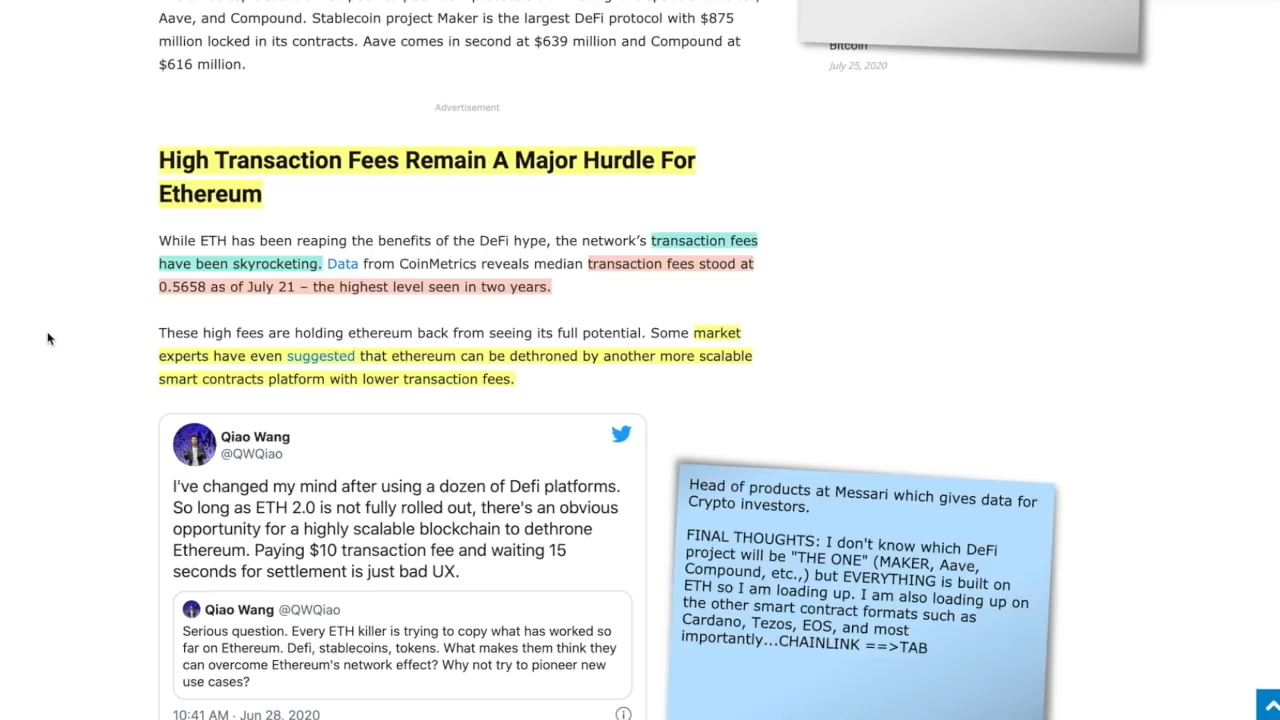 Aave, and Compound. Stablecoin project Maker is the largest DeFi protocol with $875
million locked in its contracts. Aave comes in second at $639 million and Compound at
$616 million.
Bitcoin
July 25, 2020
Advertisement
High Transaction Fees Remain A Major Hurdle For
Ethereum
While ETH has been reaping the benefits of the DeFi hype, the network’s transaction fees
have been skyrocketing. Data from CoinMetrics reveals median transaction fees stood at
0.5658 as of July 21 – the highest level seen in two years.
These high fees are holding ethereum back from seeing its full potential. Some market
experts have even suggested that ethereum can be dethroned by another more scalable
smart contracts platform with lower transaction fees.
Qiao Wang
@QWQiao
I've changed my mind after using a dozen of Defi platforms.
So long as ETH 2.0 is not fully rolled out, there's an obvious
opportunity for a highly scalable blockchain to dethrone
Ethereum. Paying $10 transaction fee and waiting 15
seconds for settlement is just bad UX.
Qiao Wang @QWQiao
Serious question. Every ETH killer is trying to copy what has worked so
far on Ethereum. Defi, stablecoins, tokens. What makes them think they
can overcome Ethereum's network effect? Why not try to pioneer new
use cases?
10:41 AM · Jun 28, 2020
Head of products at Messari which gives data for
Crypto investors.
FINAL THOUGHTS: I don't know which DeFi
project will be "THE ONE" (MAKER, Aave,
Compound, etc.,) but EVERYTHING is built on
ETH so I am loading up. I am also loading up on
the other smart contract formats such as
Cardano, Tezos, EOS, and most
importantly...CHAINLINK ==>TAB